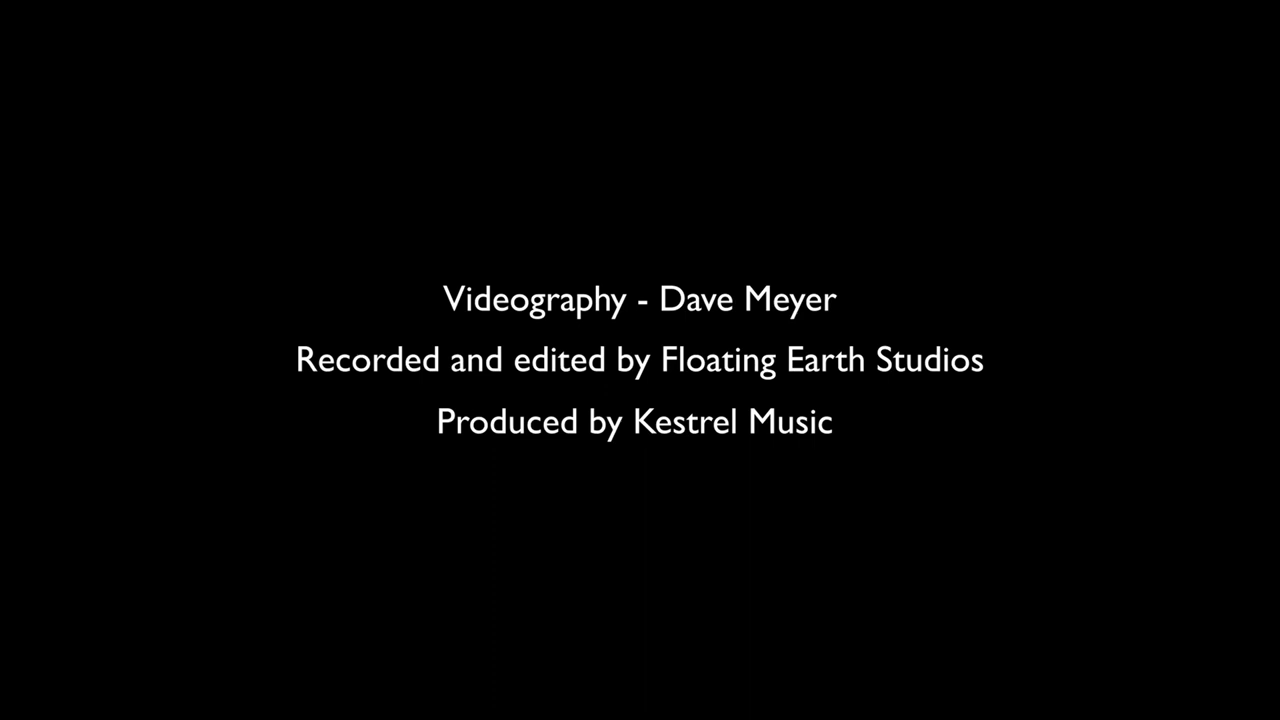 Videography - Dave Meyer
Recorded and edited by Floating Earth Studios
Produced by Kestrel Music